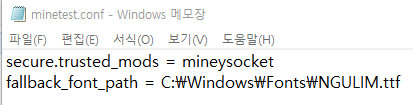 minetest.conf - Windows 메모장
파일(F) 편집(E) 서식(O) 보기(V) 도움말(H)
secure.trusted_mods = mineysocket
fallback_font_path = C:₩Windows₩Fonts₩NGULIM.ttf